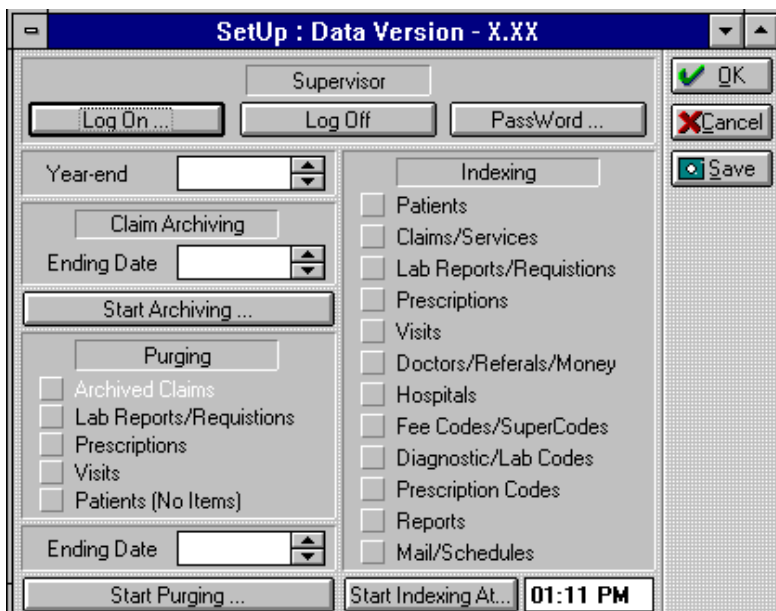 SetUp : Data Version - X.XX
Supervisor
Log On ...
Log Off
PassWord ...
OK
Cancel
Save
Year-end
Claim Archiving
Ending Date
Start Archiving ...
Purging
Archived Claims
Lab Reports/Requistions
Prescriptions
Visits
Patients (No Items)
Ending Date
Start Purging ...
Indexing
Patients
Claims/Services
Lab Reports/Requistions
Prescriptions
Visits
Doctors/Referals/Money
Hospitals
Fee Codes/SuperCodes
Diagnostic/Lab Codes
Prescription Codes
Reports
Mail/Schedules
Start Indexing At...
01:11 PM